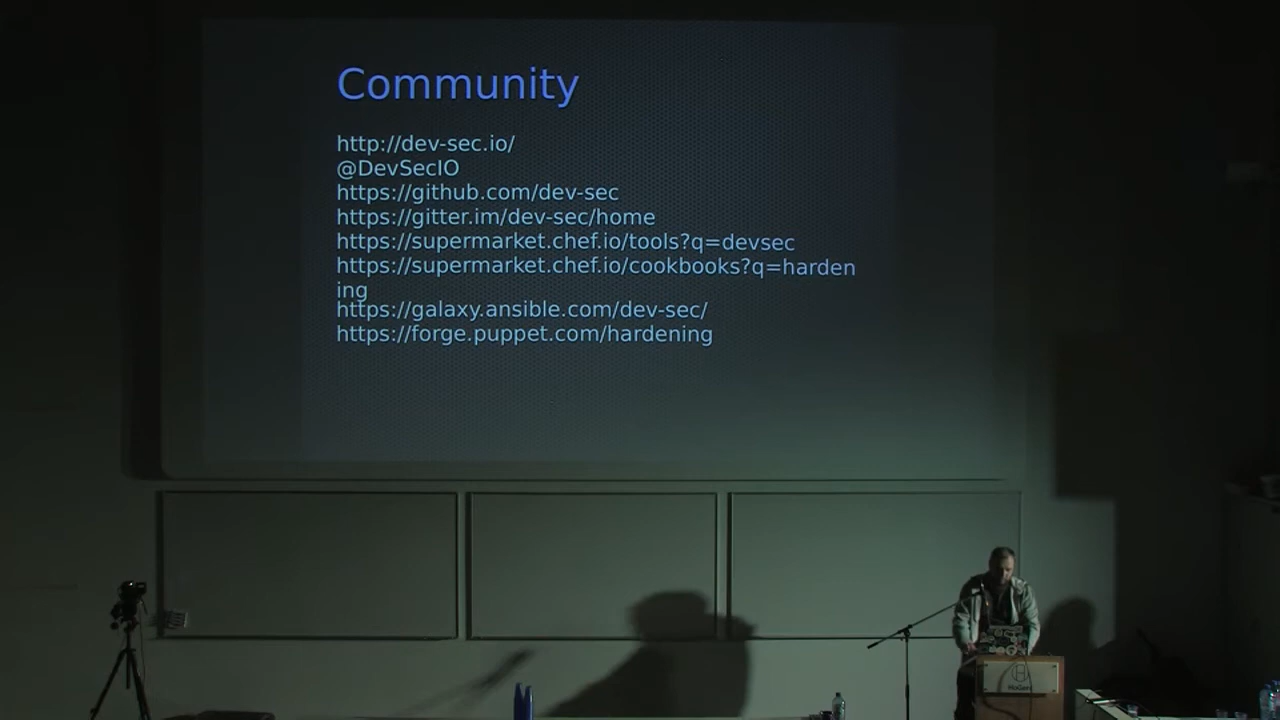 Community
http://dev-sec.io/
@DevSecIO
https://github.com/dev-sec
https://gitter.im/dev-sec/home
https://supermarket.chef.io/tools?q=devsec
https://supermarket.chef.io/cookbooks?q=harden
ing
https://galaxy.ansible.com/dev-sec/
https://forge.puppet.com/hardening